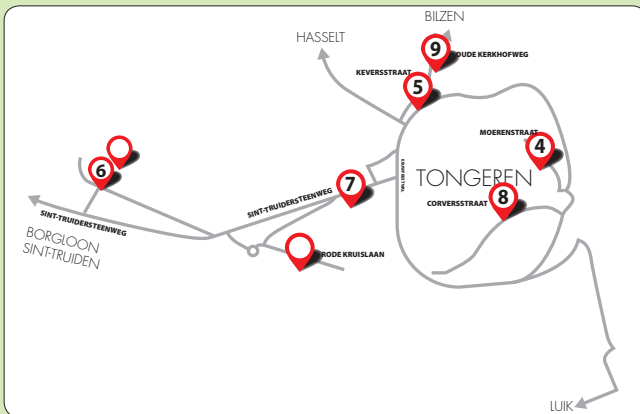 BILZEN
HASSELT
9
OUDE KERKHOFWEG
KEVERSSTRAAT
5
MOERENSTRAAT
4
6
7
TONGEREN
8
CORVERSSTRAAT
SINT-TRUIDERSTEENWEG
SINT-TRUIDERSTEENWEG
BORGLOON
SINT-TRUIDEN
RODE KRUISLAAN
LUIK